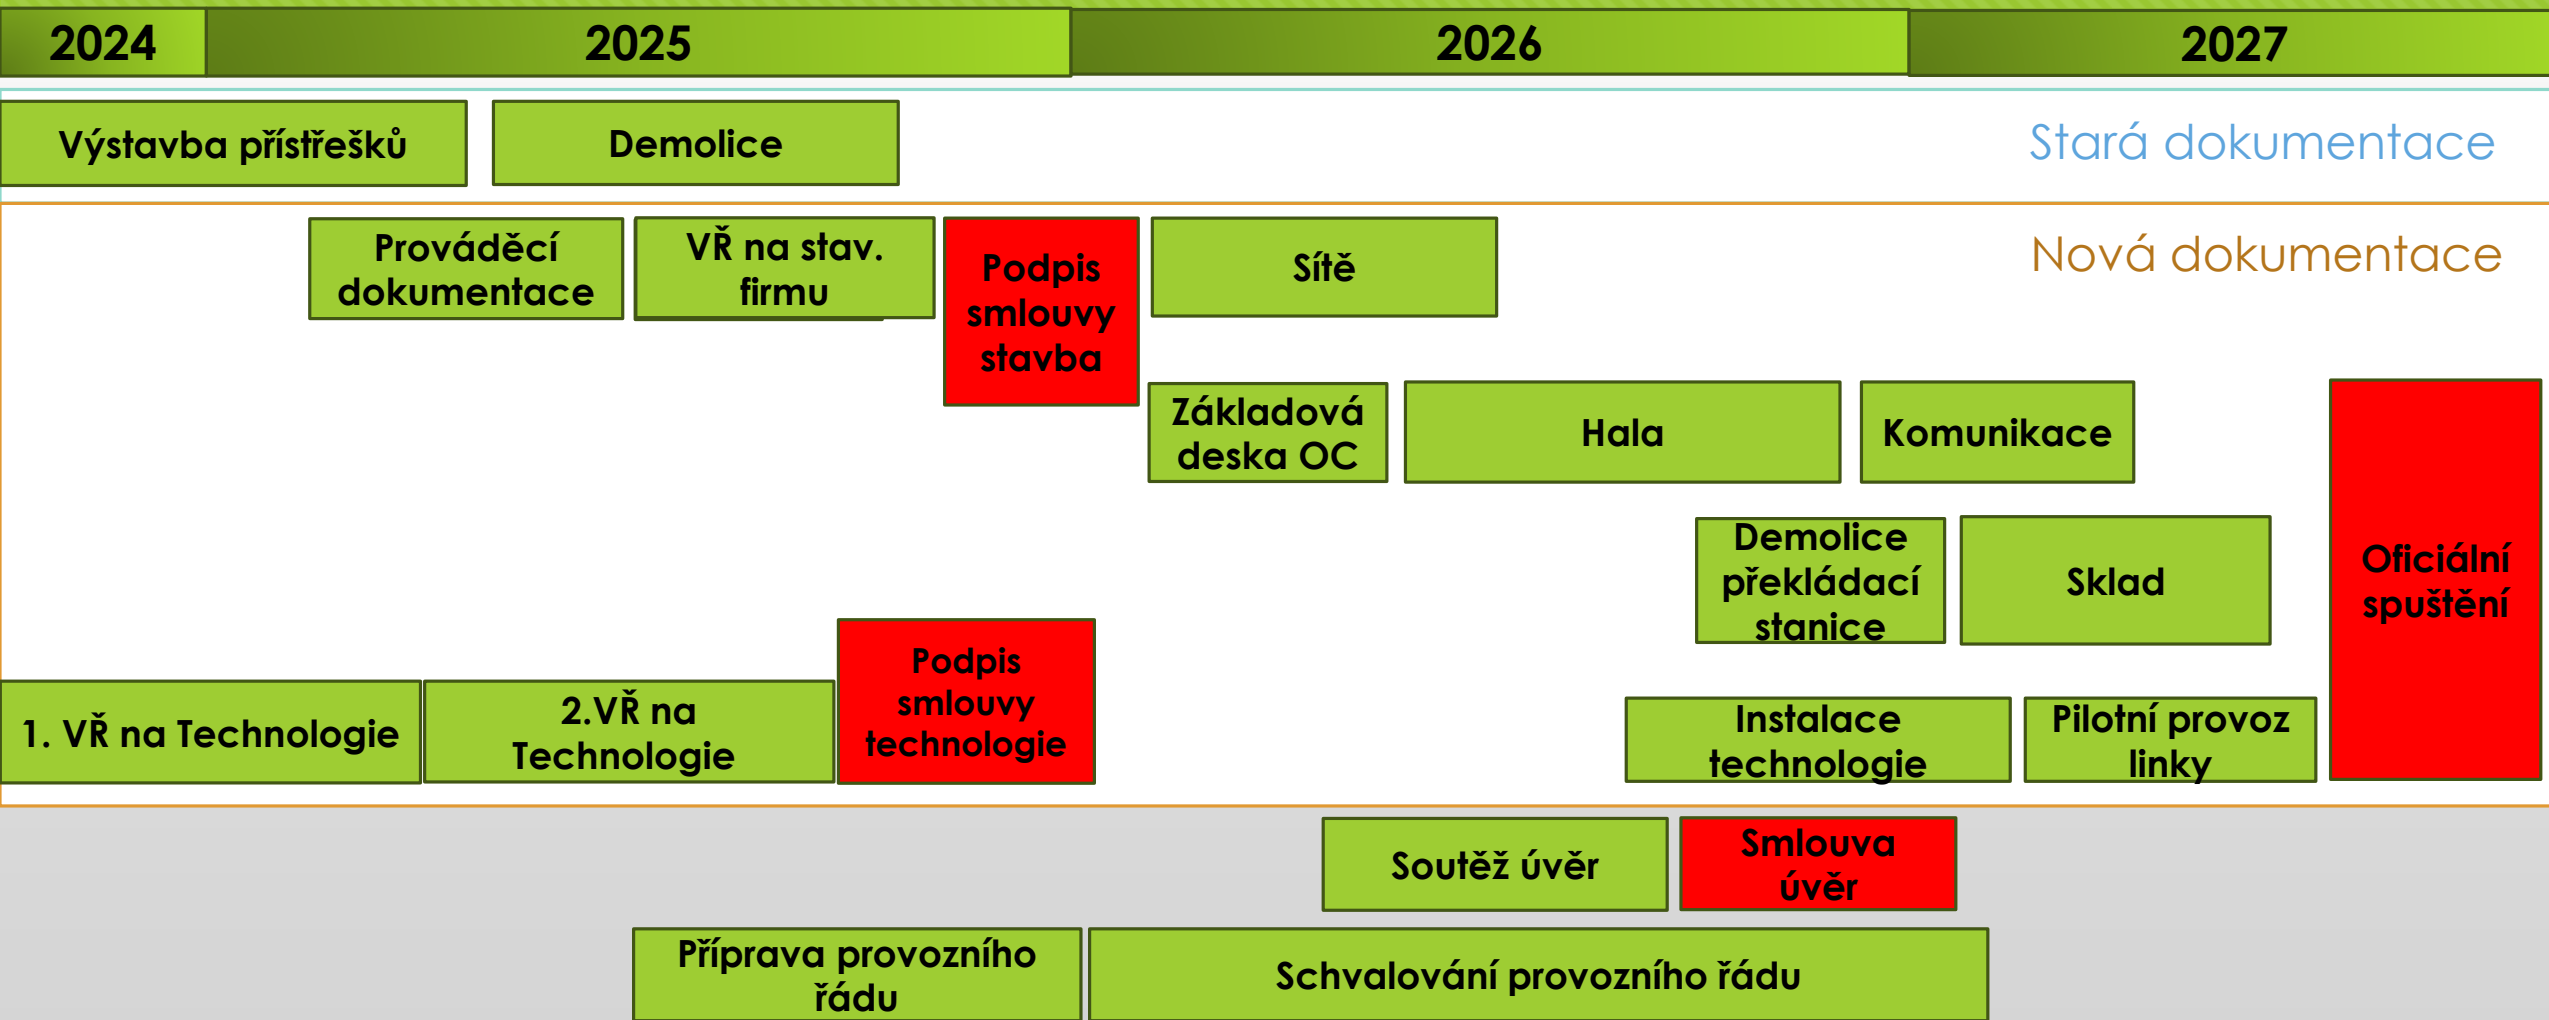 2024
2025
2026
2027
Výstavba přístřešků
Demolice
Stará dokumentace
Prováděcí
dokumentace
VŘ na stav.
firmu
Podpis
smlouvy
stavba
Sítě
Nová dokumentace
Základová
deska OC
Hala
Komunikace
Oficiální
spuštění
Demolice
překládací
stanice
Sklad
1. VŘ na Technologie
2.VŘ na
Technologie
Podpis
smlouvy
technologie
Instalace
technologie
Pilotní provoz
linky
Soutěž úvěr
Smlouva
úvěr
Příprava provozního
řádu
Schvalování provozního řádu